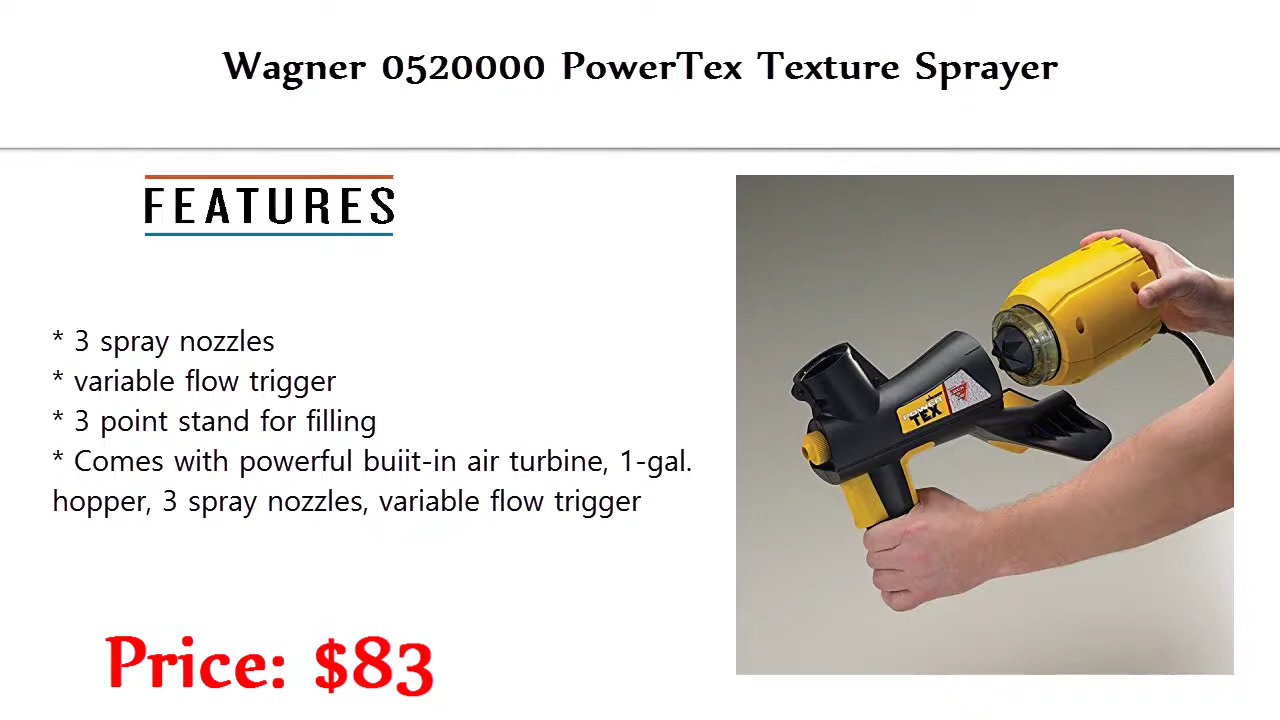 Wagner 0520000 PowerTex Texture Sprayer
FEATURES
* 3 spray nozzles
* variable flow trigger
* 3 point stand for filling
* Comes with powerful buiit-in air turbine, 1-gal.
hopper, 3 spray nozzles, variable flow trigger
POWER
TEX
Price: $83